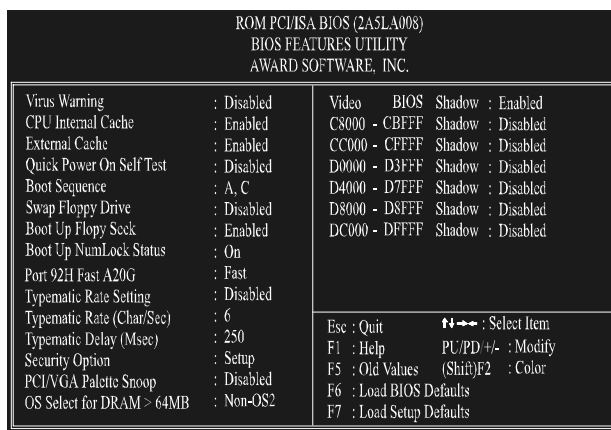 ROM PCI/ISA BIOS (2A5LA008)
BIOS FEATURES UTILITY
AWARD SOFTWARE, INC.
Virus Warning : Disabled
CPU Internal Cache : Enabled
External Cache : Enabled
Quick Power On Self Test : Disabled
Boot Sequence : A, C
Swap Floppy Drive : Disabled
Boot Up Flopy Seek : Enabled
Boot Up NumLock Status : On
Port 92H Fast A20G : Fast
Typematic Rate Setting : Disabled
Typematic Rate (Char/Sec) : 6
Typematic Delay (Msec) : 250
Security Option : Setup
PCI/VGA Palette Snoop : Disabled
OS Select for DRAM > 64MB : Non-OS2
Video BIOS Shadow : Enabled
C8000 - CBFFF Shadow : Disabled
CC000 - CFFFF Shadow : Disabled
D0000 - D3FFF Shadow : Disabled
D4000 - D7FFF Shadow : Disabled
D8000 - D8FFF Shadow : Disabled
DC000 - DFFFF Shadow : Disabled
Esc : Quit ↑↓→← : Select Item
F1 : Help PU/PD/+/- : Modify
F5 : Old Values (Shift)F2 : Color
F6 : Load BIOS Defaults
F7 : Load Setup Defaults